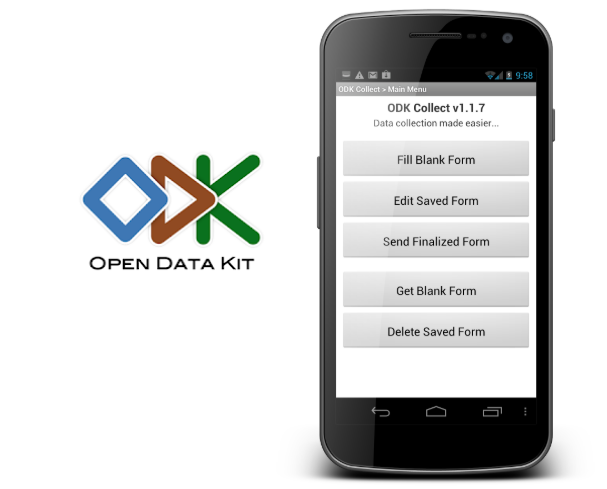 ODK
OPEN DATA KIT
9:58
ODK Collect > Main Menu
ODK Collect v1.1.7
Data collection made easier...
Fill Blank Form
Edit Saved Form
Send Finalized Form
Get Blank Form
Delete Saved Form